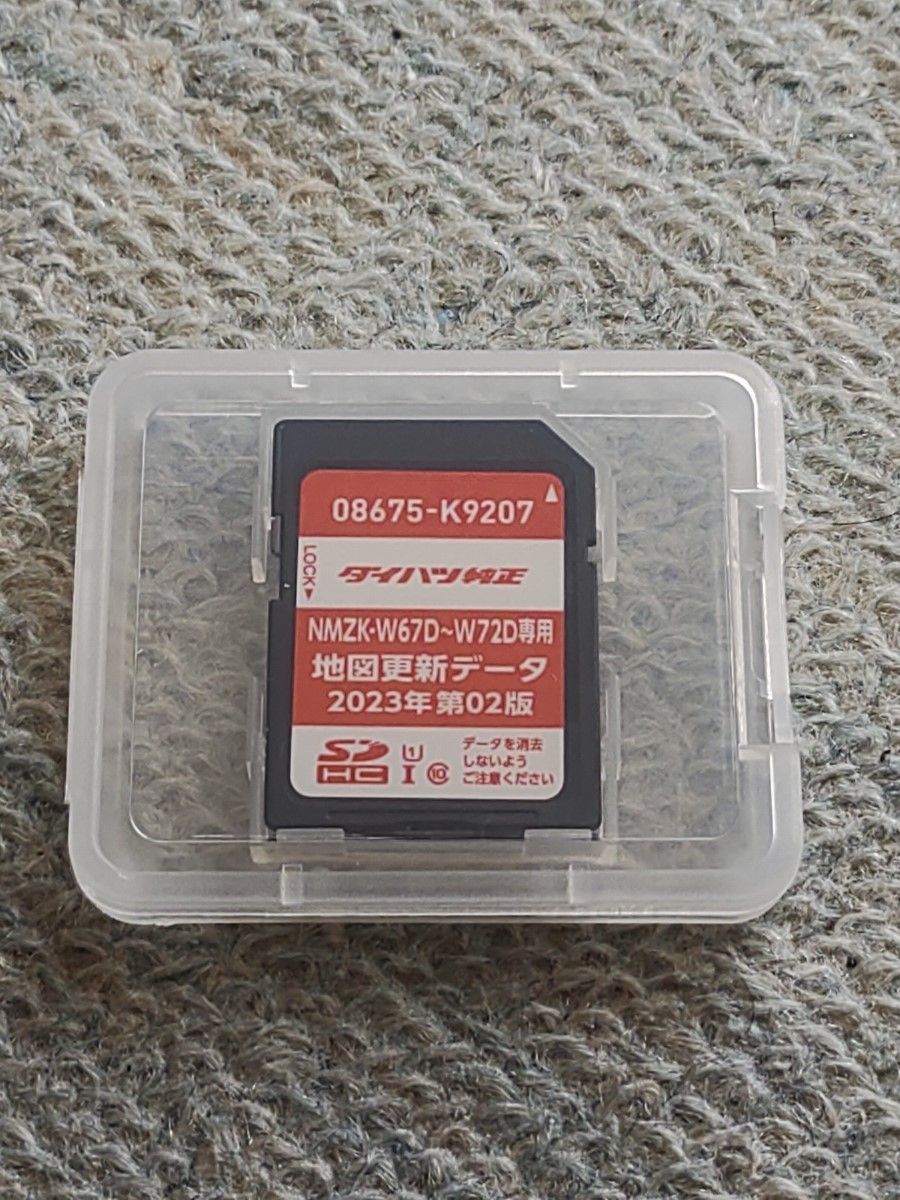 08675-K9207
LOCK
ダイハツ純正
NMZK-W67D~W72D専用
地図更新データ
2023年 第02版
SD
HC
1
I
10
データを消去
しないよう
ご注意ください